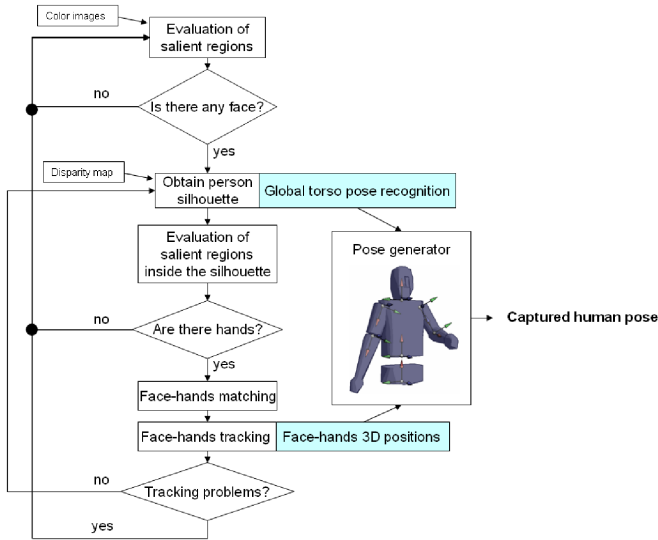 Color images
Evaluation of
salient regions
no
Is there any face?
yes
Disparity map
Obtain person
silhouette
Global torso pose recognition
Evaluation of
salient regions
inside the silhouette
Pose generator
no
Are there hands?
Captured human pose
yes
Face-hands matching
Face-hands tracking
Face-hands 3D positions
no
Tracking problems?
yes